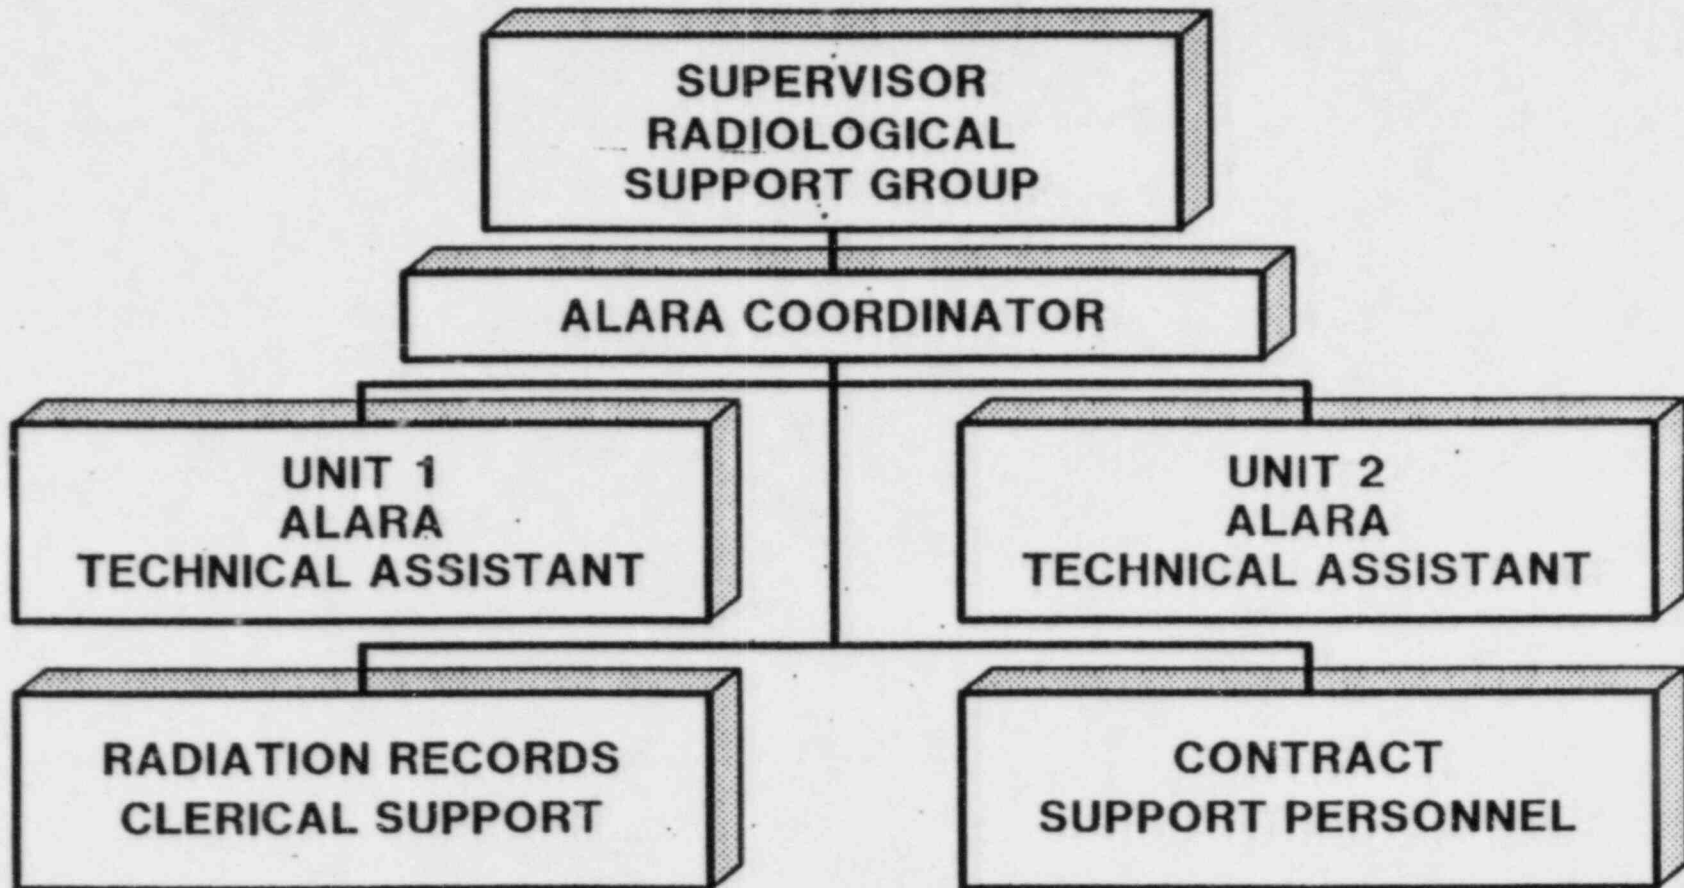 SUPERVISOR
RADIOLOGICAL
SUPPORT GROUP
ALARA COORDINATOR
UNIT 1
ALARA
TECHNICAL ASSISTANT
UNIT 2
ALARA
TECHNICAL ASSISTANT
RADIATION RECORDS
CLERICAL SUPPORT
CONTRACT
SUPPORT PERSONNEL